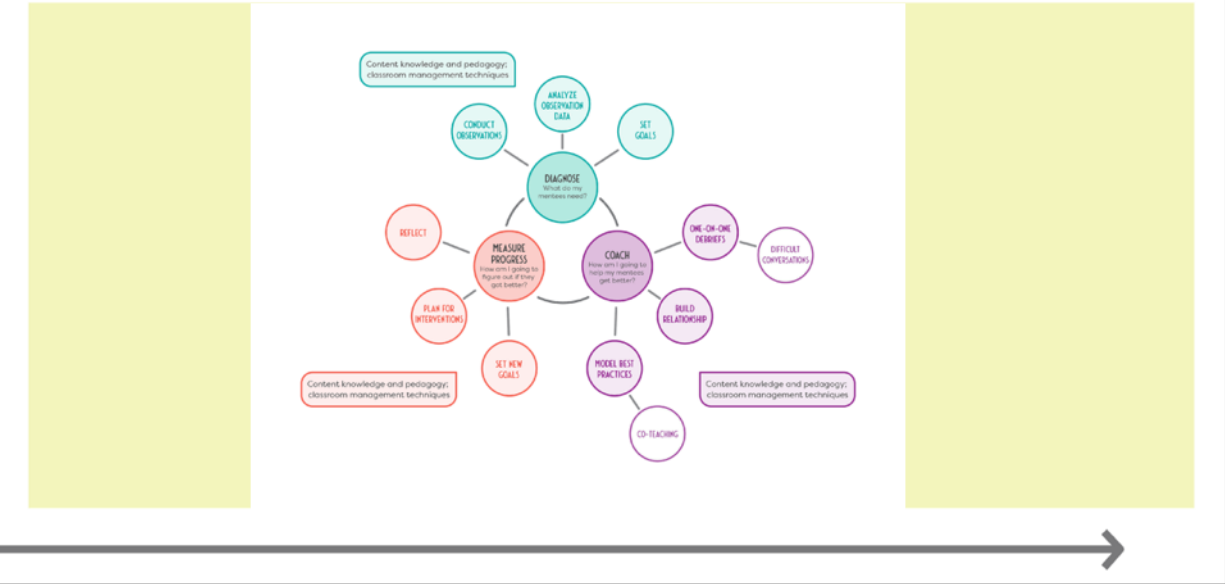 Content knowledge and pedagogy;
classroom management techniques
ANALYZE
OBSERVATION
DATA
CONDUCT
OBSERVATIONS
SET
GOALS
DIAGNOSE
What do my
mentees need?
REFLECT
MEASURE
PROGRESS
How am I going to
figure out if they
got better?
PLAN FOR
INTERVENTIONS
SET NEW
GOALS
COACH
How am I going to
help my mentees
get better?
ONE-ON-ONE
DEBRIEFS
DIFFICULT
CONVERSATIONS
BUILD
RELATIONSHIP
MODEL BEST
PRACTICES
CO-TEACHING
Content knowledge and pedagogy;
classroom management techniques
Content knowledge and pedagogy;
classroom management techniques